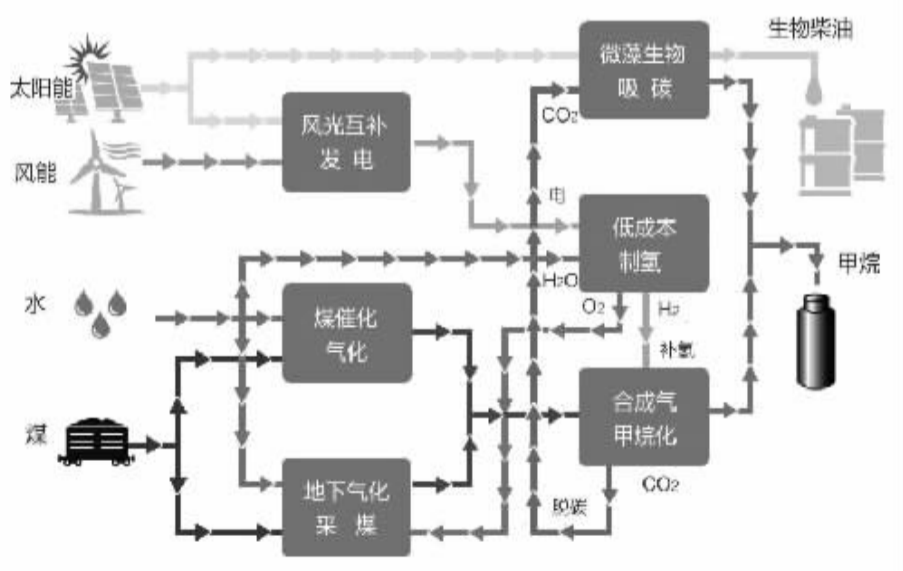 生物柴油
微藻生物
吸 碳
太阳能
CO₂
风光互补
发 电
风能
电
低成本
制氢
甲烷
H₂O
水
O₂
H₂
煤催化
气化
补氢
合成气
甲烷化
煤
CO₂
地下气化
采 煤
脱碳